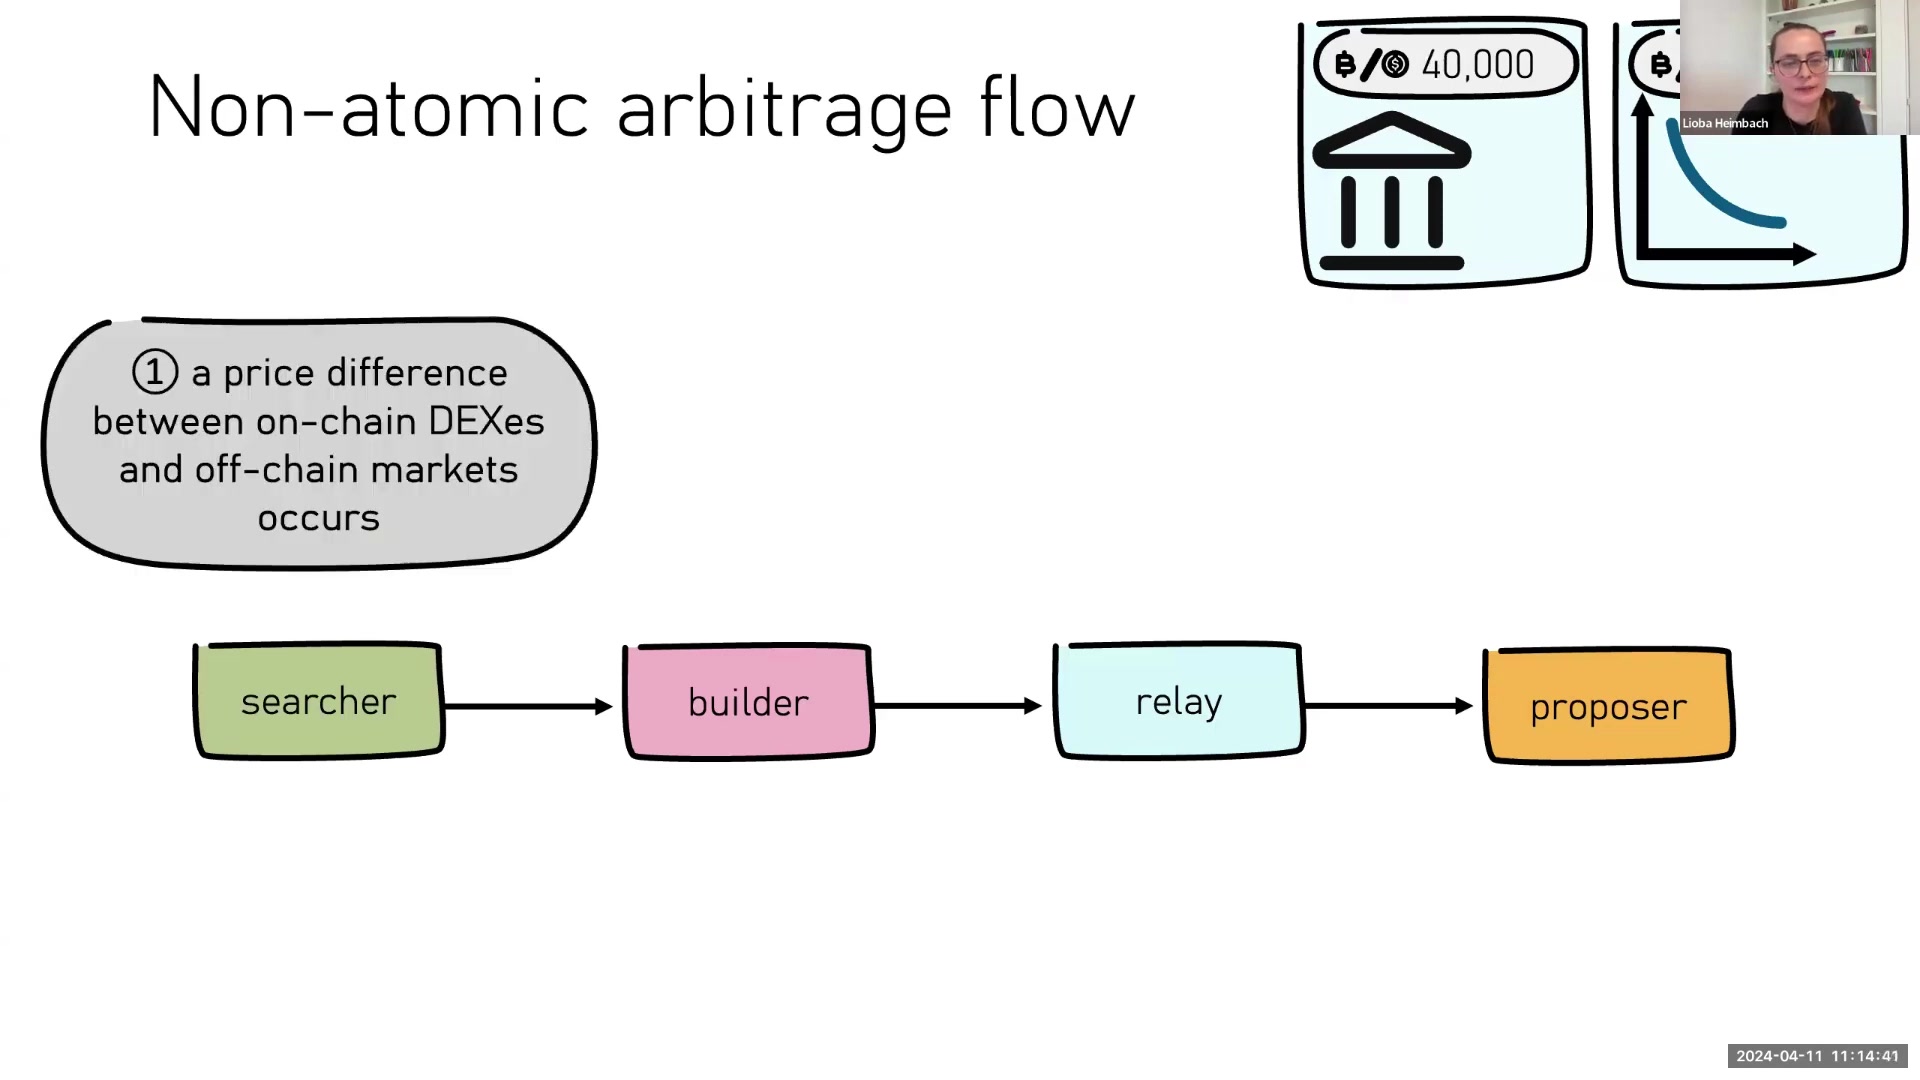 Non-atomic arbitrage flow
₿/$ 40,000
₿/
Lioba Heimbach
① a price difference
between on-chain DEXes
and off-chain markets
occurs
searcher
builder
relay
proposer
2024-04-11 11:14:41